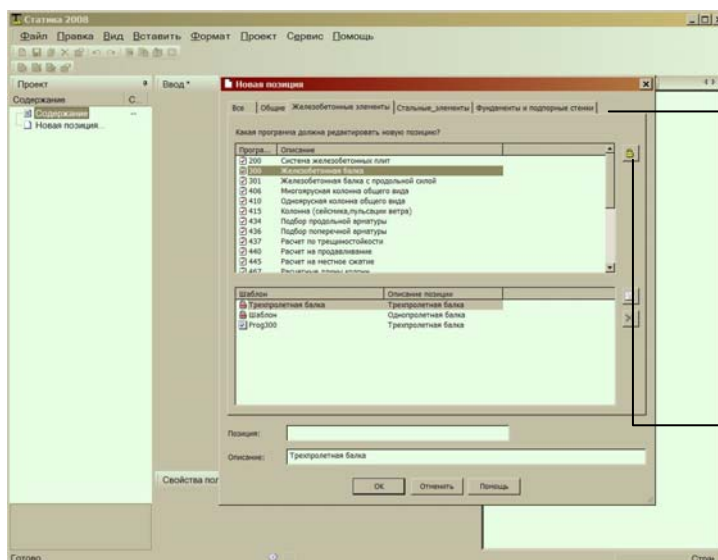 Статика 2008
Файл Правка Вид Вставить Формат Проект Сервис Помощь
Проект
Ввод *
Содержание С...
Содержание
Новая позиция...
Новая позиция
Все Общие Железобетонные элементы Стальные_элементы Фундаменты и подпорные стенки
Какая программа должна редактировать новую позицию?
Програ... Описание
200 Система железобетонных плит
300 Железобетонная балка
301 Железобетонная балка с продольной силой
406 Многоярусная колонна общего вида
410 Одноярусная колонна общего вида
415 Колонна (сейсмика,пульсации ветра)
434 Подбор продольной арматуры
436 Подбор поперечной арматуры
437 Расчет по трещиностойкости
440 Расчет на продавливание
445 Расчет на местное сжатие
Шаблон Описание позиции
Трехпролетная балка Трехпролетная балка
Шаблон Однопролетная балка
Prog300 Трехпролетная балка
Позиция:
Описание: Трехпролетная балка
Свойства пол
OK Отменить Помощь
Готово